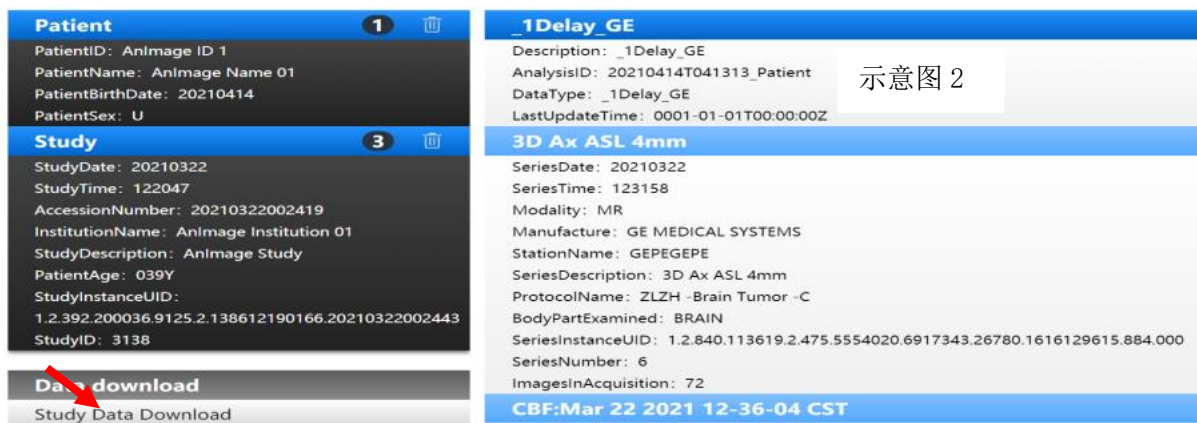 Patient 1
PatientID: AnImage ID 1
PatientName: AnImage Name 01
PatientBirthDate: 20210414
PatientSex: U
Study 3
StudyDate: 20210322
StudyTime: 122047
AccessionNumber: 20210322002419
InstitutionName: AnImage Institution 01
StudyDescription: AnImage Study
PatientAge: 039Y
StudyInstanceUID:
1.2.392.200036.9125.2.138612190166.20210322002443
StudyID: 3138
Data download
Study Data Download
_1Delay_GE
Description: _1Delay_GE
AnalysisID: 20210414T041313_Patient
DataType: _1Delay_GE
LastUpdateTime: 0001-01-01T00:00:00Z
示意图 2
3D Ax ASL 4mm
SeriesDate: 20210322
SeriesTime: 123158
Modality: MR
Manufacture: GE MEDICAL SYSTEMS
StationName: GEPEGEPE
SeriesDescription: 3D Ax ASL 4mm
ProtocolName: ZLZH -Brain Tumor -C
BodyPartExamined: BRAIN
SeriesInstanceUID: 1.2.840.113619.2.475.5554020.6917343.26780.1616129615.884.000
SeriesNumber: 6
ImagesInAcquisition: 72
CBF:Mar 22 2021 12-36-04 CST